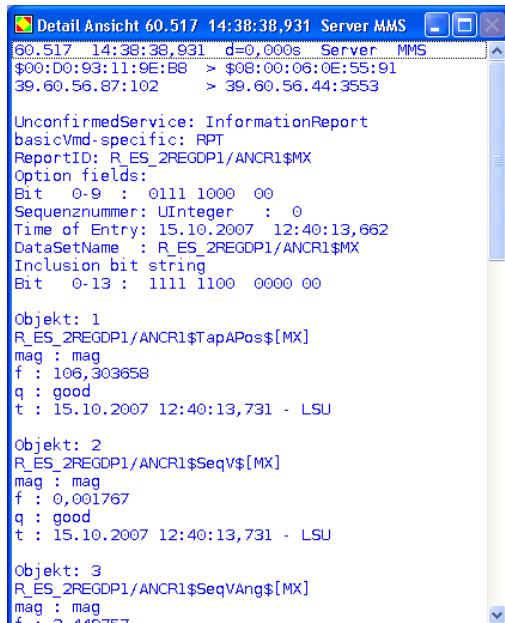 Detail Ansicht 60.517 14:38:38,931 Server MMS
60.517 14:38:38,931 d=0,000s Server MMS
$00:D0:93:11:9E:B8 > $08:00:06:0E:55:91
39.60.56.87:102 > 39.60.56.44:3553
UnconfirmedService: InformationReport
basicVmd-specific: RPT
ReportID: R_ES_2REGDP1/ANCR1$MX
Option fields:
Bit 0-9 : 0111 1000 00
Sequenznummer: UInteger : 0
Time of Entry: 15.10.2007 12:40:13,662
DataSetName : R_ES_2REGDP1/ANCR1$MX
Inclusion bit string
Bit 0-13 : 1111 1100 0000 00
Objekt: 1
R_ES_2REGDP1/ANCR1$TapAPos$[MX]
mag : mag
f : 106,303658
q : good
t : 15.10.2007 12:40:13,731 - LSU
Objekt: 2
R_ES_2REGDP1/ANCR1$SeqV$[MX]
mag : mag
f : 0,001767
q : good
t : 15.10.2007 12:40:13,731 - LSU
Objekt: 3
R_ES_2REGDP1/ANCR1$SeqVAng$[MX]
mag : mag